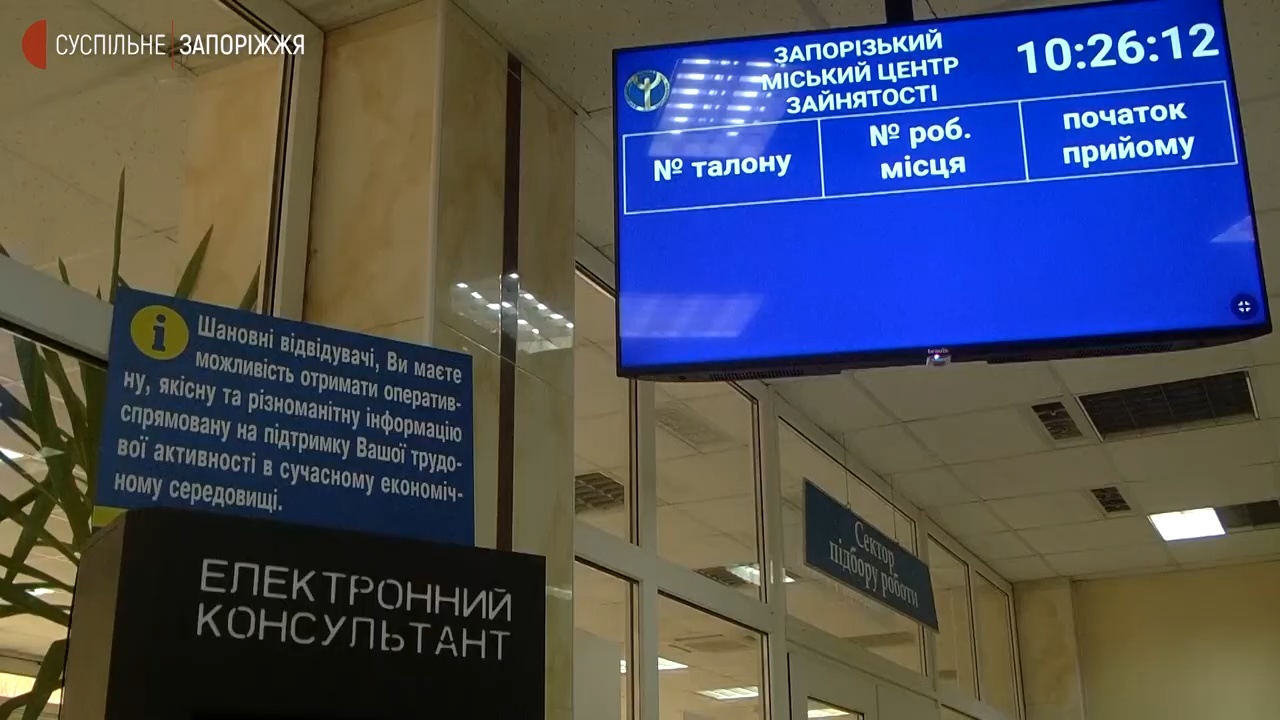 СУСПІЛЬНЕ ЗАПОРІЖЖЯ
ЗАПОРІЗЬКИЙ
МІСЬКИЙ ЦЕНТР
ЗАЙНЯТОСТІ
10:26:12
№ талону
№ роб.
місця
початок
прийому
i
Шановні відвідувачі, Ви маєте
можливість отримати оператив-
ну, якісну та різноманітну інформацію
спрямовану на підтримку Вашої трудо-
вої активності в сучасному економіч-
ному середовищі.
ЕЛЕКТРОННИЙ
КОНСУЛЬТАНТ
Сектор
підбору роботи